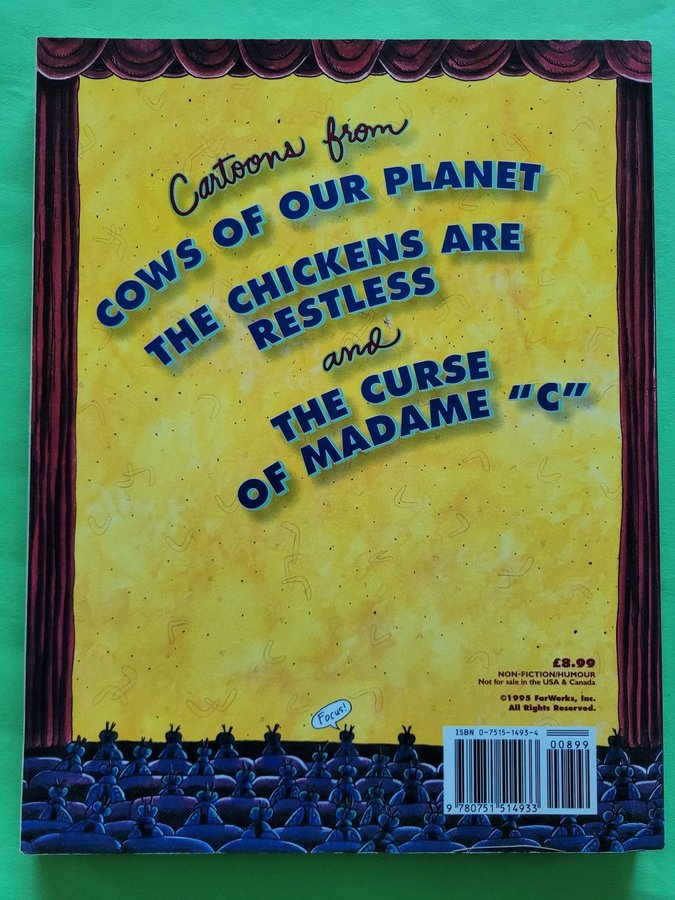 Cartoons from
COWS OF OUR PLANET
THE CHICKENS ARE
RESTLESS
and
THE CURSE
OF MADAME "C"
£8.99
NON-FICTION/HUMOUR
Not for sale in the USA & Canada
©1995 FarWorks, Inc.
All Rights Reserved.
Focus!
ISBN 0-7515-1493-4
00899
9 780751 514933